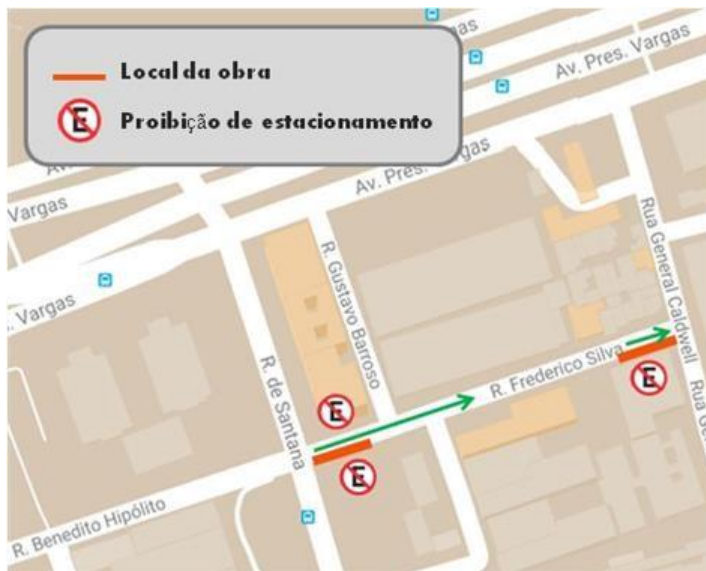 Local da obra
E
Proibição de estacionamento
Vargas
Av. Pres. Vargas
Av. Pres. Vargas
Vargas
Vargas
R. Gustavo Barroso
Rua General Caldwell
R. de Santana
R. Frederico Silva
E
E
E
R. Benedito Hipólito